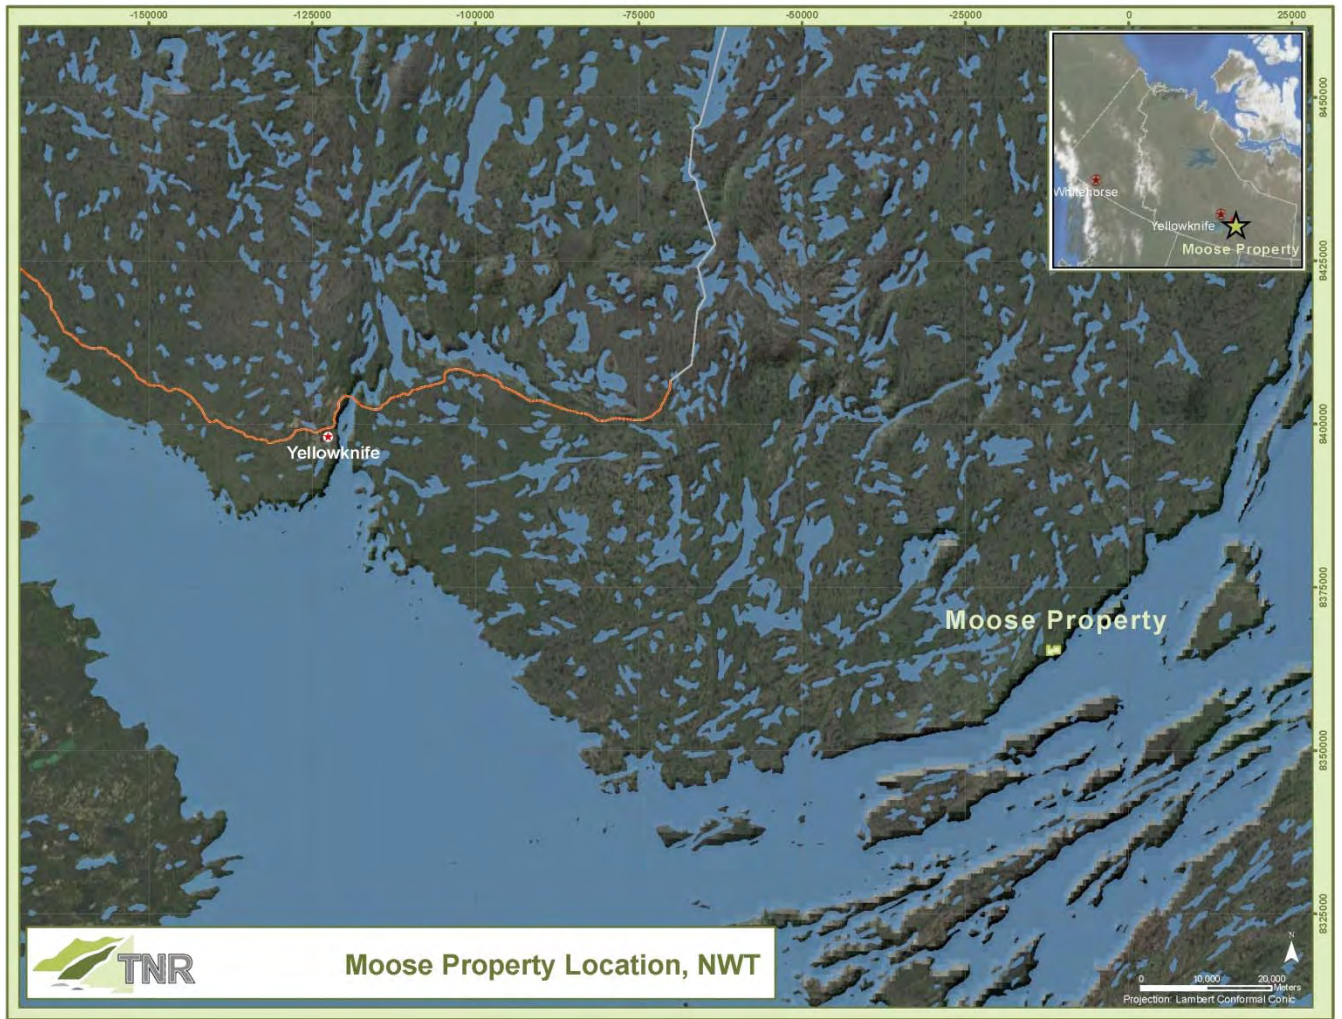 -150000
-125000
-100000
-75000
-50000
-25000
0
25000
8450000
8425000
8400000
8375000
8350000
8325000
Whitehorse
Yellowknife
Moose Property
Yellowknife
Moose Property
TNR
Moose Property Location, NWT
N
0 10,000 20,000
Meters
Projection: Lambert Conformal Conic